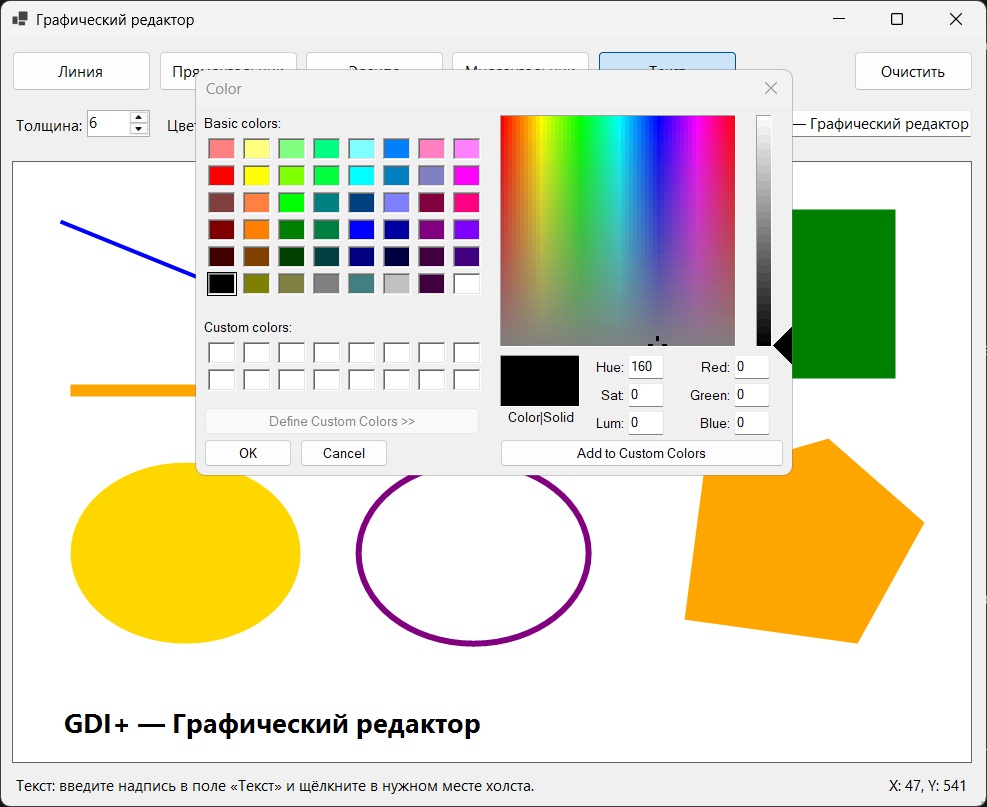 Графический редактор
Линия
Очистить
Толщина: 6
— Графический редактор
Color
Basic colors:
Custom colors:
Define Custom Colors >>
OK Cancel
Color|Solid
Hue: 160 Red: 0
Sat: 0 Green: 0
Lum: 0 Blue: 0
Add to Custom Colors
GDI+ — Графический редактор
Текст: введите надпись в поле «Текст» и щёлкните в нужном месте холста.
X: 47, Y: 541